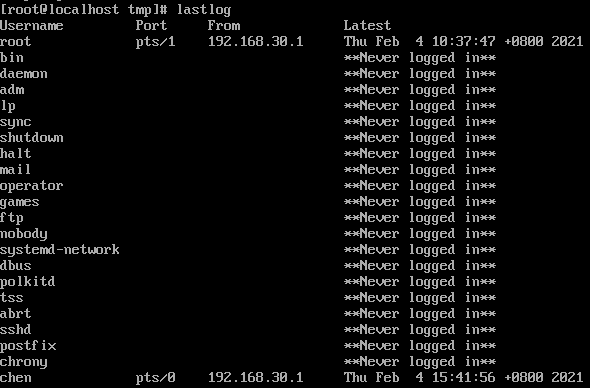 [root@localhost tmp]# lastlog
Username         Port     From             Latest
root             pts/1    192.168.30.1     Thu Feb  4 10:37:47 +0800 2021
bin                                        **Never logged in**
daemon                                     **Never logged in**
adm                                        **Never logged in**
lp                                         **Never logged in**
sync                                       **Never logged in**
shutdown                                   **Never logged in**
halt                                       **Never logged in**
mail                                       **Never logged in**
operator                                   **Never logged in**
games                                      **Never logged in**
ftp                                        **Never logged in**
nobody                                     **Never logged in**
systemd-network                            **Never logged in**
dbus                                       **Never logged in**
polkitd                                    **Never logged in**
tss                                        **Never logged in**
abrt                                       **Never logged in**
sshd                                       **Never logged in**
postfix                                    **Never logged in**
chrony                                     **Never logged in**
chen             pts/0    192.168.30.1     Thu Feb  4 15:41:56 +0800 2021